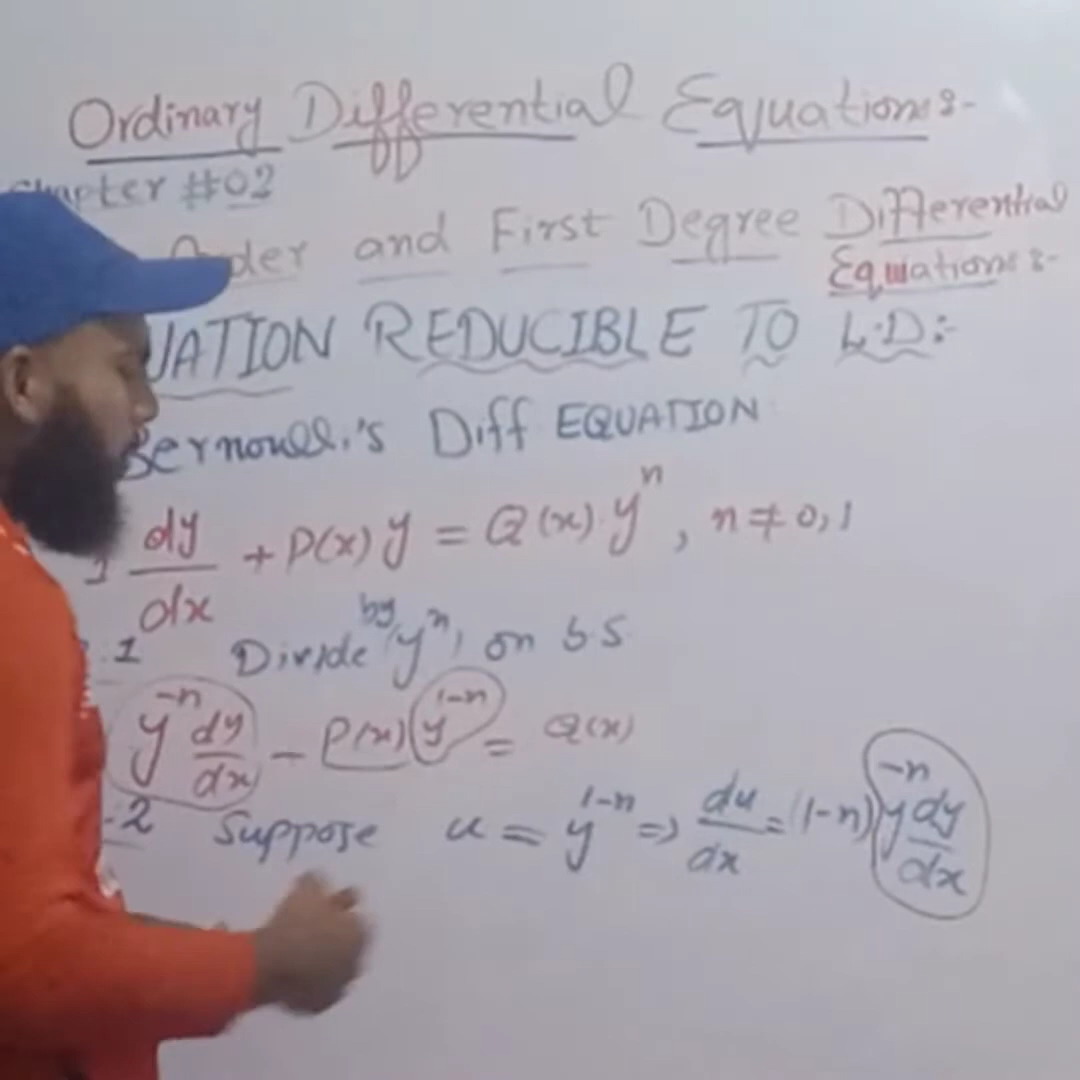 Ordinary Differential Equations:-
Chapter #02
Order and First Degree Differential
Equations:-
UATION REDUCIBLE TO L.D:-
Bernoulli's Diff EQUATION
dy/dx + P(x) y = Q(x) y^n , n ≠ 0, 1
.1 Divide by y^n, on b.s
y^-n dy/dx - P(x) y^1-n = Q(x)
.2 Suppose u = y^1-n => du/dx = (1-n) y^-n dy/dx